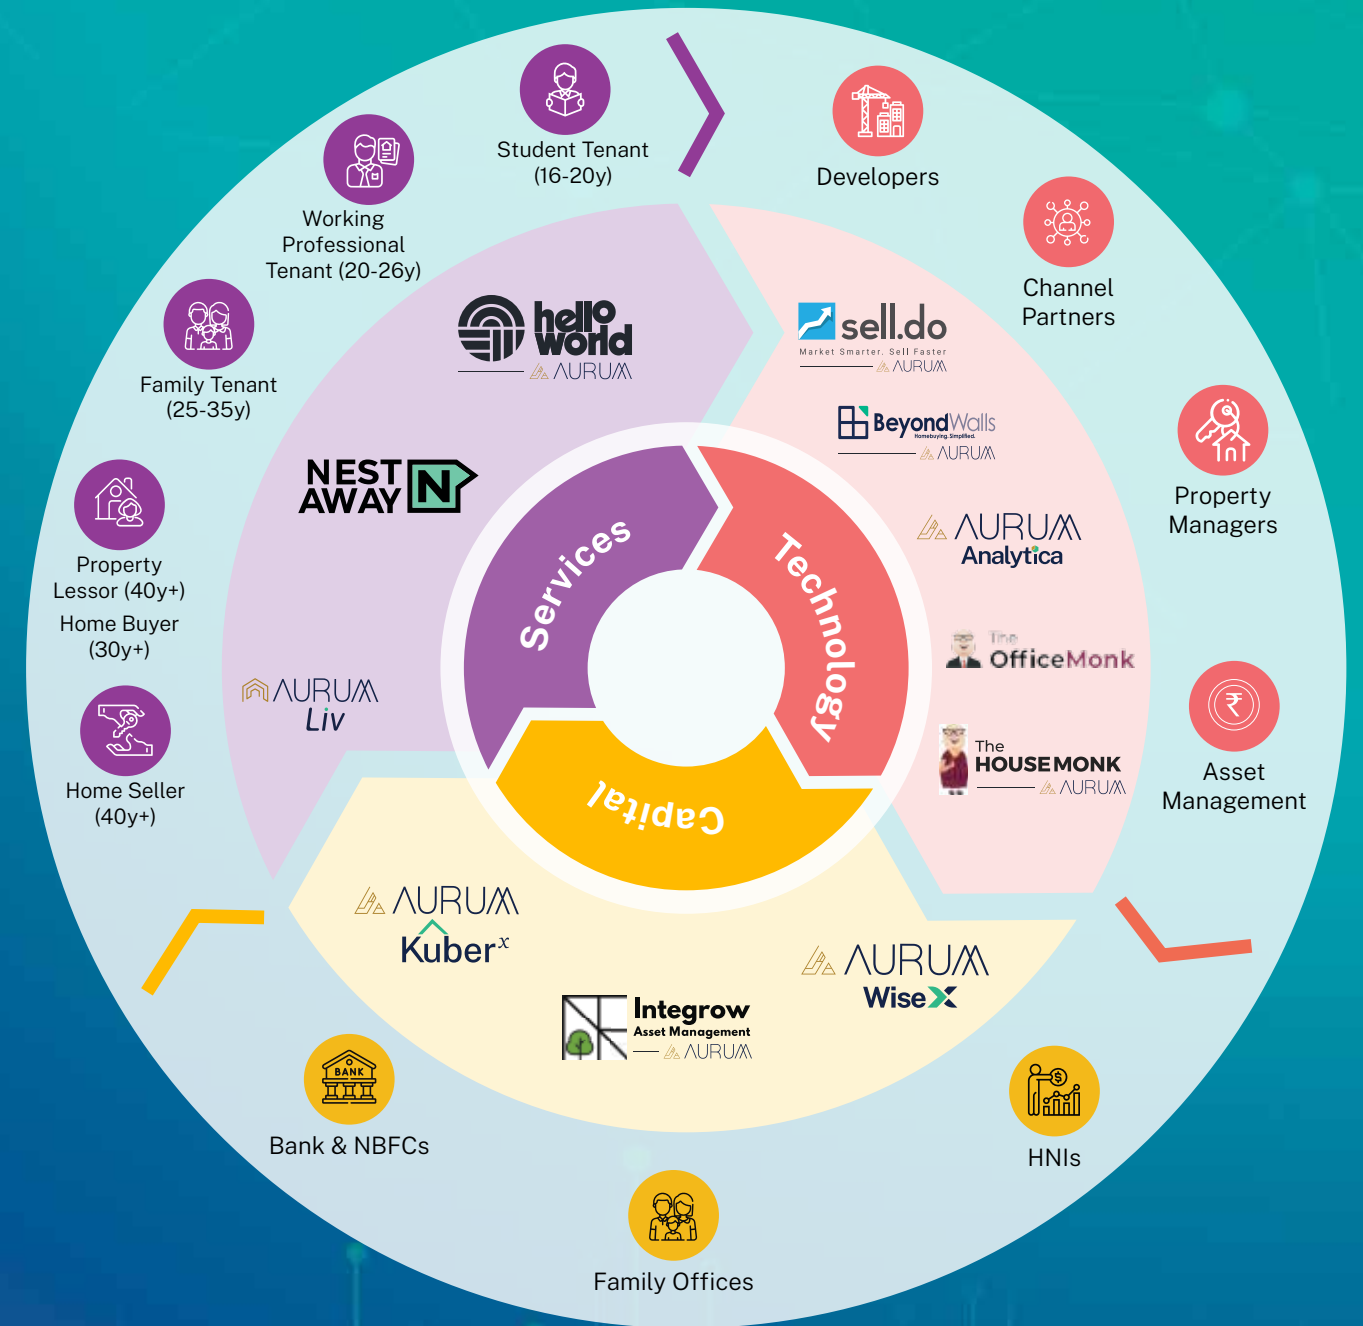 Student Tenant
(16-20y)
Working
Professional
Tenant (20-26y)
Family Tenant
(25-35y)
Property
Lessor (40y+)
Home Buyer
(30y+)
Home Seller
(40y+)
Developers
Channel
Partners
Property
Managers
₹
Asset
Management
hello
world
AURUM
NEST
AWAY N
AURUM
Liv
sell.do
Market Smarter. Sell Faster
AURUM
BeyondWalls
Homebuying. Simplified.
AURUM
AURUM
Analytica
The
OfficeMonk
The
HOUSE MONK
AURUM
Services
Technology
Capital
AURUM
Kuber x
Integrow
Asset Management
AURUM
AURUM
WiseX
BANK
Bank & NBFCs
Family Offices
$
HNIs